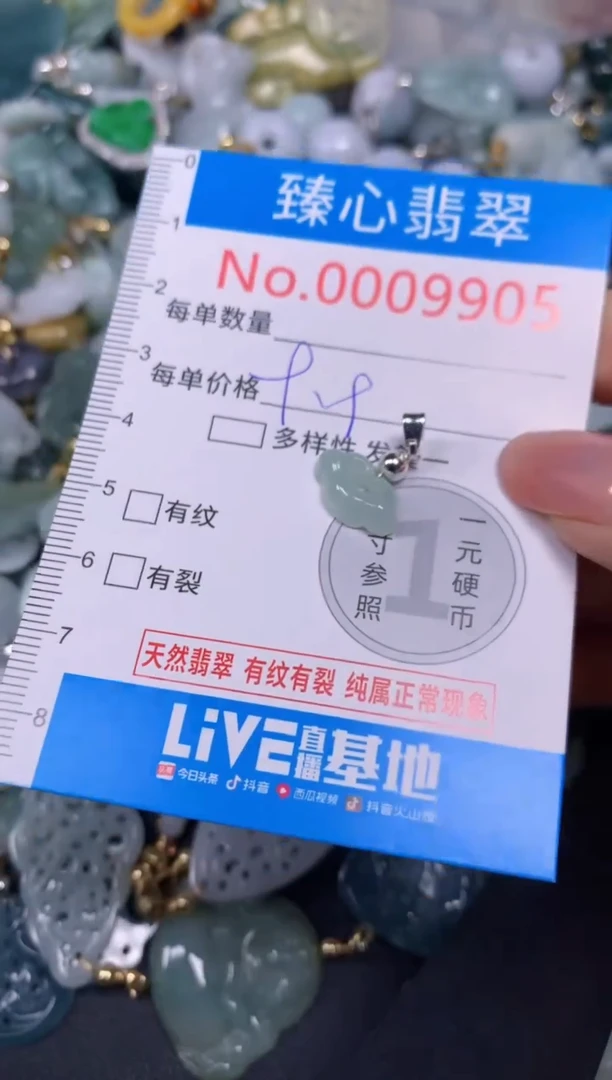 臻心翡翠
No.0009905
每单数量
每单价格
多样性 发
一
有纹
有裂
寸参照
1
一元硬币
天然翡翠 有纹有裂 纯属正常现象
LiVE直播基地
今日头条 抖音 西瓜视频 抖音火山版
0
1
2
3
4
5
6
7
8